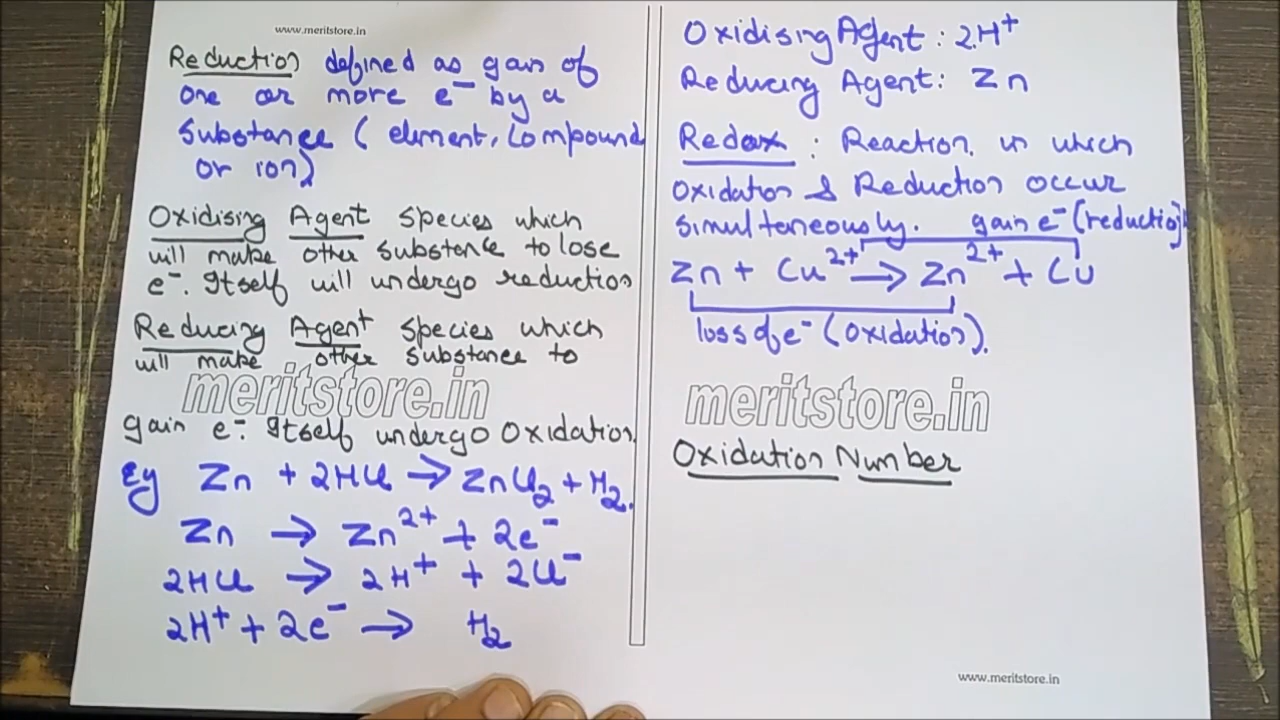 www.meritstore.in
Reduction defined as gain of
one or more e⁻ by a
substance ( element, compound
or ion)
Oxidising Agent species which
will make other substance to lose
e⁻. Itself will undergo reduction
Reducing Agent species which
will make other substance to
meritstore.in
gain e⁻. Itself undergo oxidation.
Eg Zn + 2HCl → ZnCl₂ + H₂.
Zn → Zn²⁺ + 2e⁻
2HCl → 2H⁺ + 2Cl⁻
2H⁺ + 2e⁻ → H₂
Oxidising Agent : 2H⁺
Reducing Agent : Zn
Redox : Reaction in which
Oxidation & Reduction occur
simultaneously. gain e⁻ (reduction)
Zn + Cu²⁺ → Zn²⁺ + Cu
loss of e⁻ (oxidation).
meritstore.in
Oxidation Number
www.meritstore.in